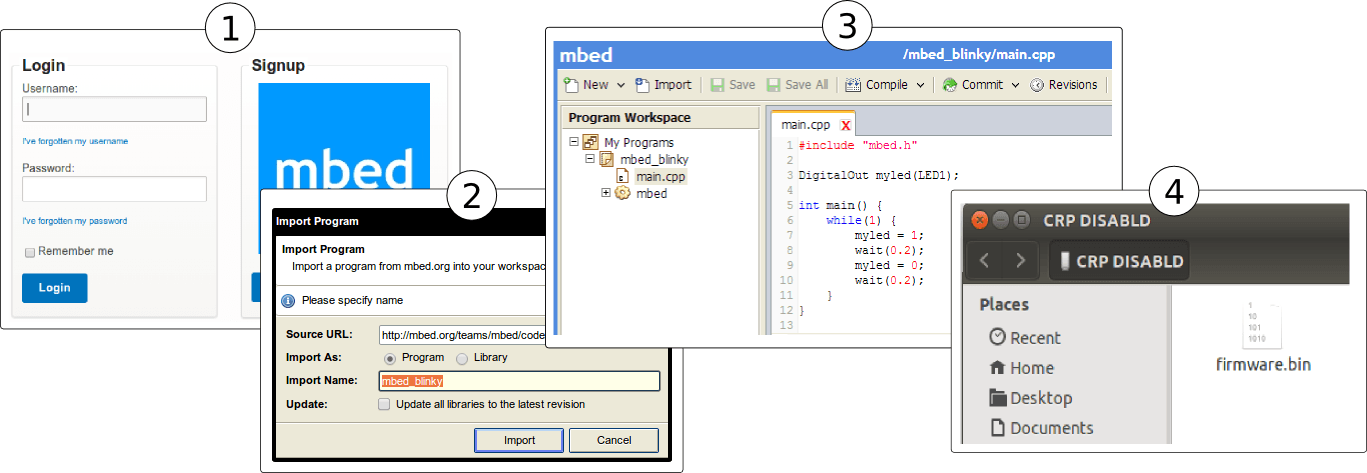 1
Login
Username:
I've forgotten my username
Password:
I've forgotten my password
Remember me
Login
Signup
mbed
2
Import Program
Import Program
Import a program from mbed.org into your workspac
Please specify name
Source URL: http://mbed.org/teams/mbed/code
Import As: Program Library
Import Name: mbed_blinky
Update: Update all libraries to the latest revision
Import Cancel
3
mbed /mbed_blinky/main.cpp
New Import Save Save All Compile Commit Revisions
Program Workspace
My Programs
mbed_blinky
main.cpp
mbed
main.cpp X
1 #include "mbed.h"
2
3 DigitalOut myled(LED1);
4
5 int main() {
6 while(1) {
7 myled = 1;
8 wait(0.2);
9 myled = 0;
10 wait(0.2);
11 }
12 }
13
4
CRP DISABLD
CRP DISABLD
Places
Recent
Home
Desktop
Documents
1
10
101
1010
firmware.bin